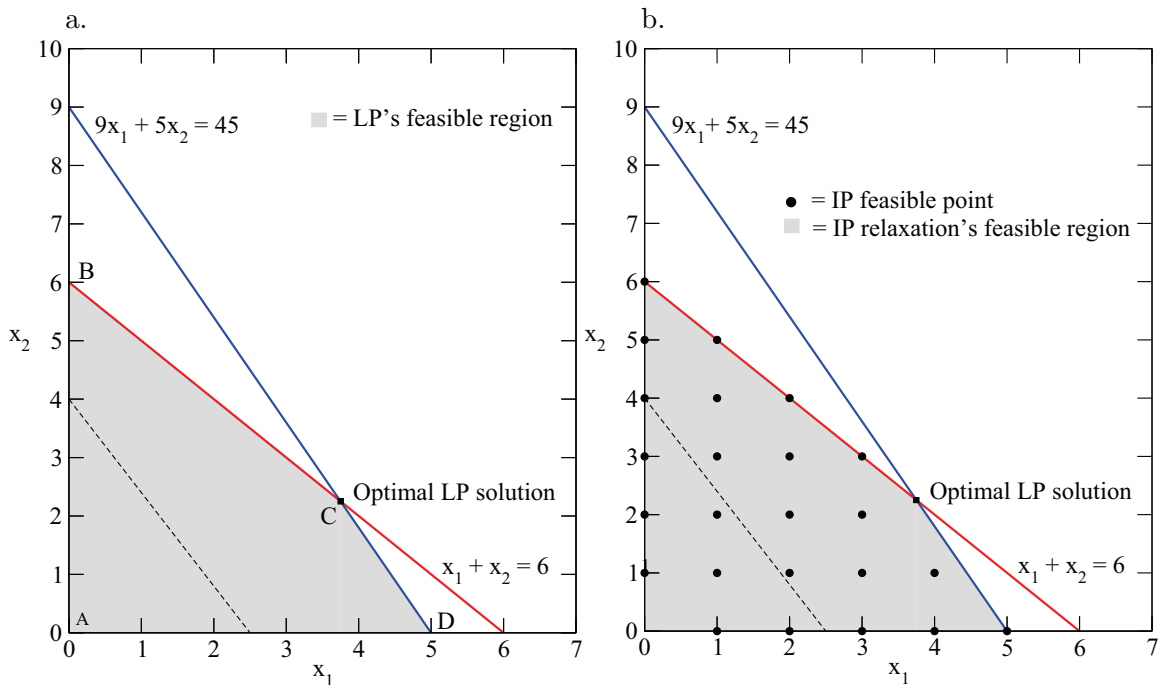 a.
10
9
8
7
6
5
4
3
2
1
0
x₂
9x₁ + 5x₂ = 45
= LP's feasible region
B
Optimal LP solution
C
x₁ + x₂ = 6
A
D
0 1 2 3 4 5 6 7
x₁
b.
10
9
8
7
6
5
4
3
2
1
0
x₂
9x₁+ 5x₂ = 45
= IP feasible point
= IP relaxation's feasible region
Optimal LP solution
x₁ + x₂ = 6
0 1 2 3 4 5 6 7
x₁